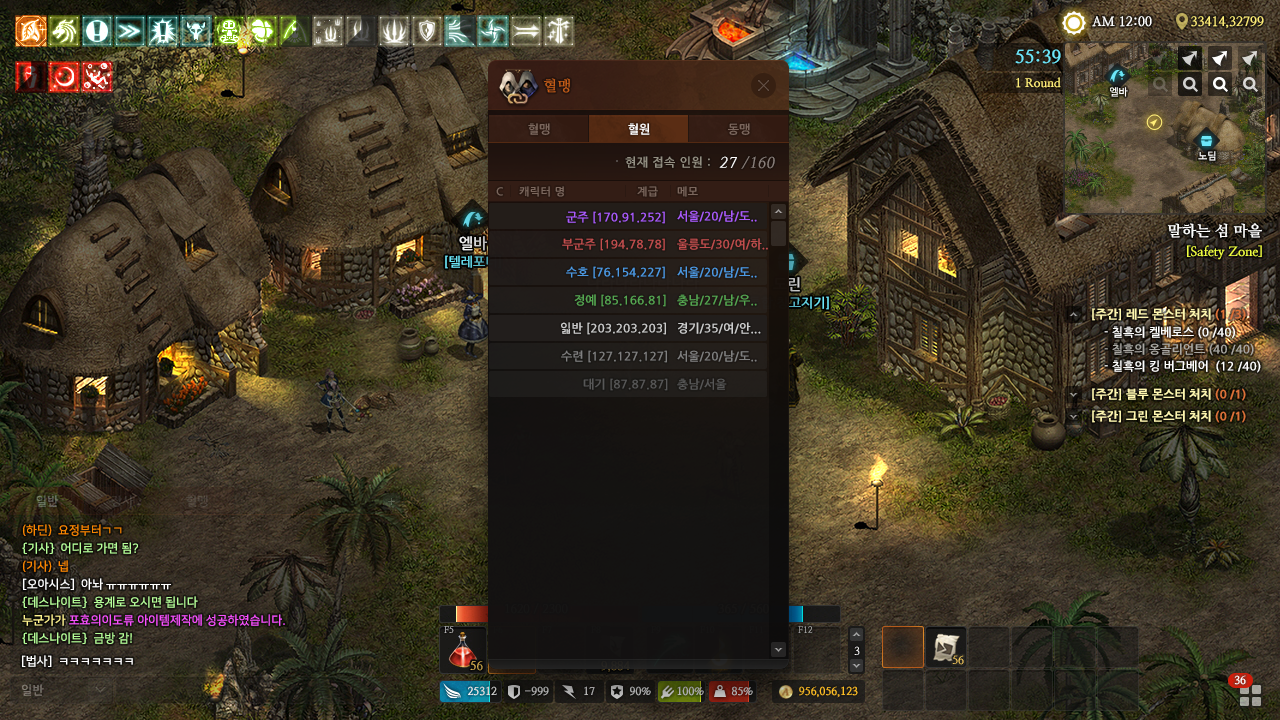 AM 12:00
33414,32799
55:39
1 Round
엘바
노딤
말하는 섬 마을
[Safety Zone]
[주간] 레드 몬스터 처치
- 칠흑의 켈베로스 (0 /40)
- 칠흑의 옹골리언트 (40 /40)
- 칠흑의 킹 버그베어 (12 /40)
[주간] 블루 몬스터 처치 (0 /1)
[주간] 그린 몬스터 처치 (0 /1)
혈맹
혈맹 혈원 동맹
· 현재 접속 인원 : 27 /160
C 캐릭터 명 계급 메모
군주 [170,91,252] 서울/20/남/도..
부군주 [194,78,78] 울릉도/30/여/하..
수호 [76,154,227] 서울/20/남/도..
정예 [85,166,81] 충남/27/남/우..
일반 [203,203,203] 경기/35/여/안...
수련 [127,127,127] 서울/20/남/도..
대기 [87,87,87] 충남/서울
엘바
[텔레포
린
고지기]
일반 혈맹 +
(하딘) 요정부터ㄱㄱ
{기사} 어디로 가면 됨?
(기사) 넵
[오아시스] 아놔 ㅠㅠㅠㅠㅠㅠ
{데스나이트} 용계로 오시면 됩니다
누군가가 포효의이도류 아이템제작에 성공하였습니다.
{데스나이트} 금방 감!
[법사] ㅋㅋㅋㅋㅋㅋㅋ
일반
F5
56
F12
3
56
25312 -999 17 90% 100% 85% 956,056,123
36